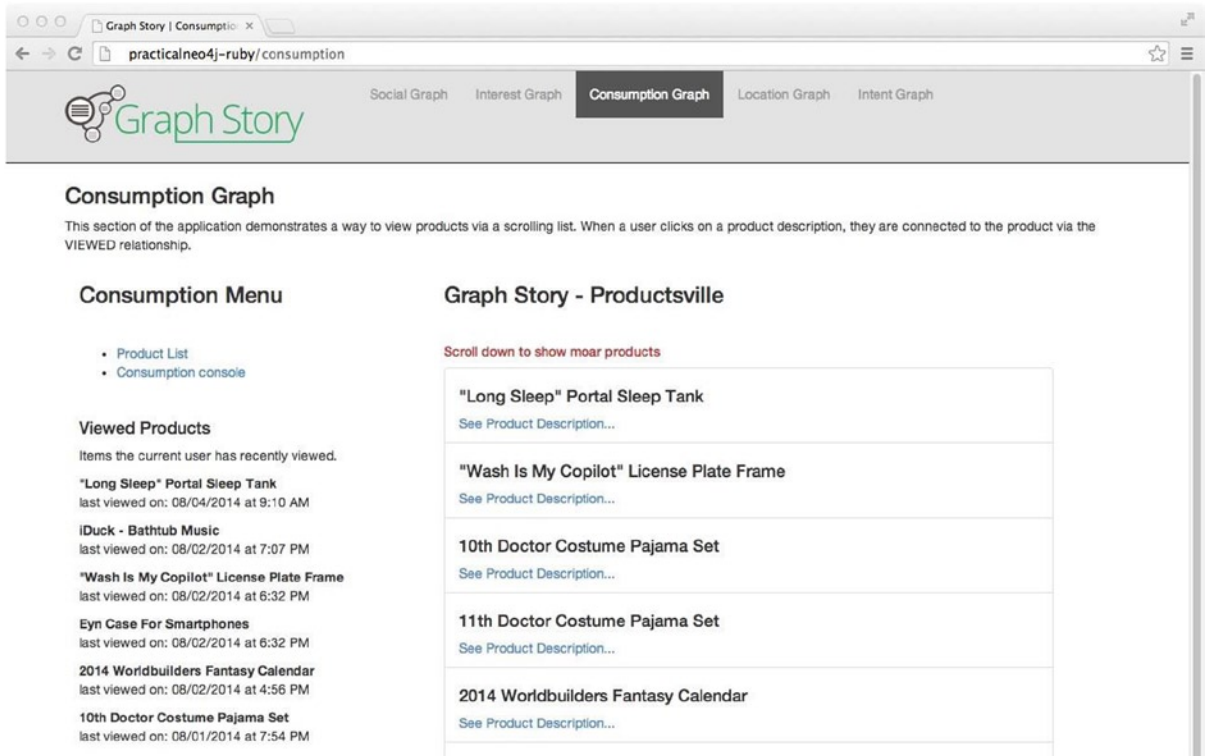 Graph Story | Consumptio
practicalneo4j-ruby/consumption
Graph Story
Social Graph Interest Graph Consumption Graph Location Graph Intent Graph
Consumption Graph
This section of the application demonstrates a way to view products via a scrolling list. When a user clicks on a product description, they are connected to the product via the
VIEWED relationship.
Consumption Menu
• Product List
• Consumption console
Viewed Products
Items the current user has recently viewed.
"Long Sleep" Portal Sleep Tank
last viewed on: 08/04/2014 at 9:10 AM
iDuck - Bathtub Music
last viewed on: 08/02/2014 at 7:07 PM
"Wash Is My Copilot" License Plate Frame
last viewed on: 08/02/2014 at 6:32 PM
Eyn Case For Smartphones
last viewed on: 08/02/2014 at 6:32 PM
2014 Worldbuilders Fantasy Calendar
last viewed on: 08/02/2014 at 4:56 PM
10th Doctor Costume Pajama Set
last viewed on: 08/01/2014 at 7:54 PM
Graph Story - Productsville
Scroll down to show moar products
"Long Sleep" Portal Sleep Tank
See Product Description...
"Wash Is My Copilot" License Plate Frame
See Product Description...
10th Doctor Costume Pajama Set
See Product Description...
11th Doctor Costume Pajama Set
See Product Description...
2014 Worldbuilders Fantasy Calendar
See Product Description...